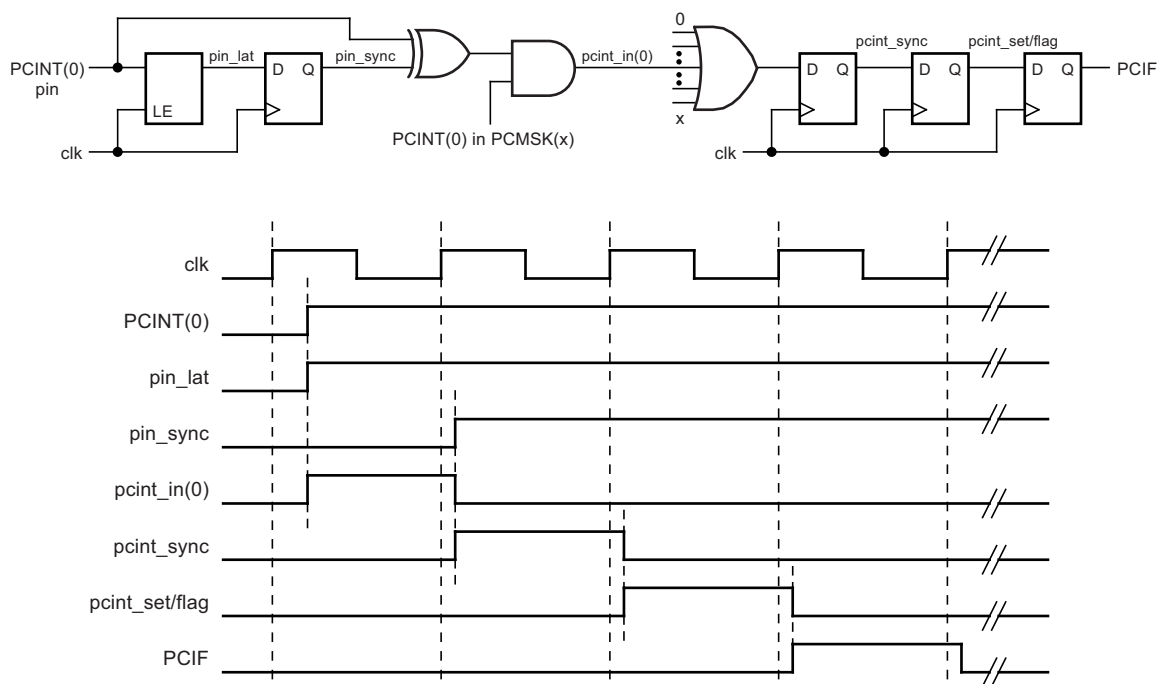 0
pcint_sync
pcint_set/flag
PCINT(0)
pin
pin_lat
D Q
pin_sync
pcint_in(0)
D Q
D Q
D Q
PCIF
LE
x
PCINT(0) in PCMSK(x)
clk
clk
clk
PCINT(0)
pin_lat
pin_sync
pcint_in(0)
pcint_sync
pcint_set/flag
PCIF